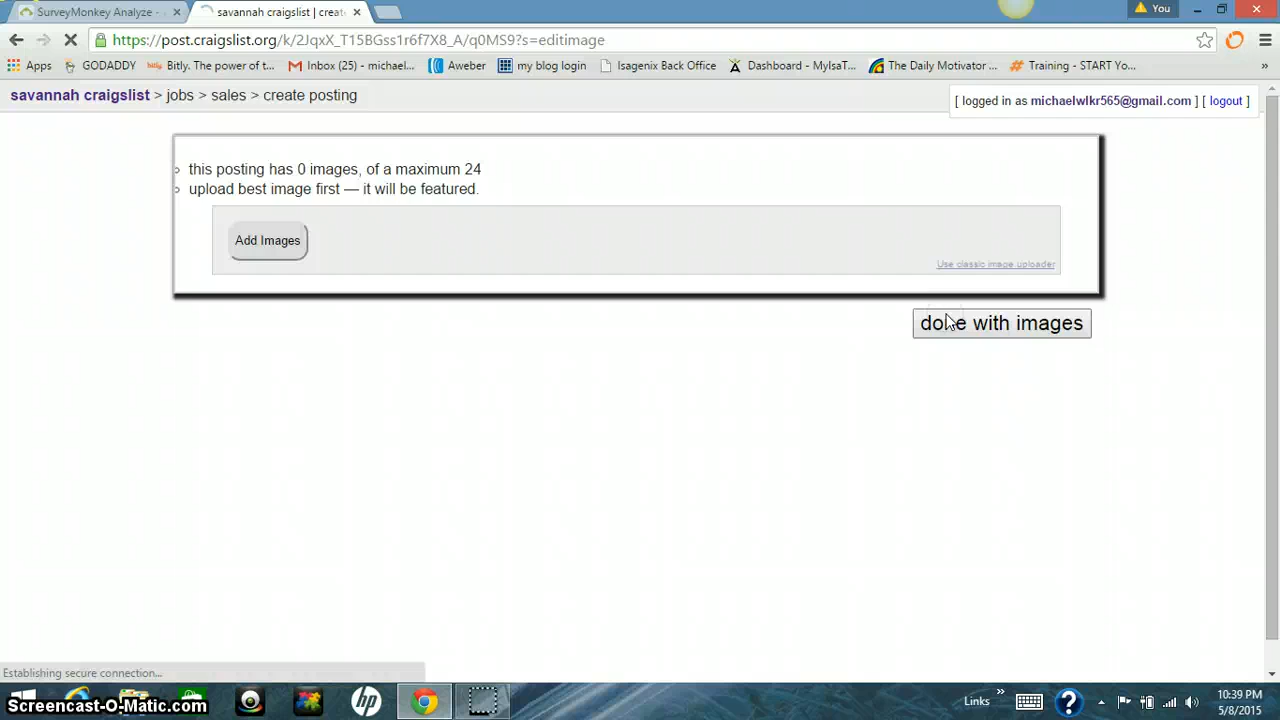 SurveyMonkey Analyze -
savannah craigslist | create
You
https://post.craigslist.org/k/2JqxX_T15BGss1r6f7X8_A/q0MS9?s=editimage
Apps GODADDY Bitly. The power of t... Inbox (25) - michael... Aweber my blog login Isagenix Back Office Dashboard - MyIsaT... The Daily Motivator ... Training - START Yo... »
savannah craigslist > jobs > sales > create posting
[ logged in as michaelwlkr565@gmail.com ] [ logout ]
this posting has 0 images, of a maximum 24
upload best image first — it will be featured.
Add Images
Use classic image uploader
done with images
Establishing secure connection...
Screencast-O-Matic.com
Links »
10:39 PM
5/8/2015